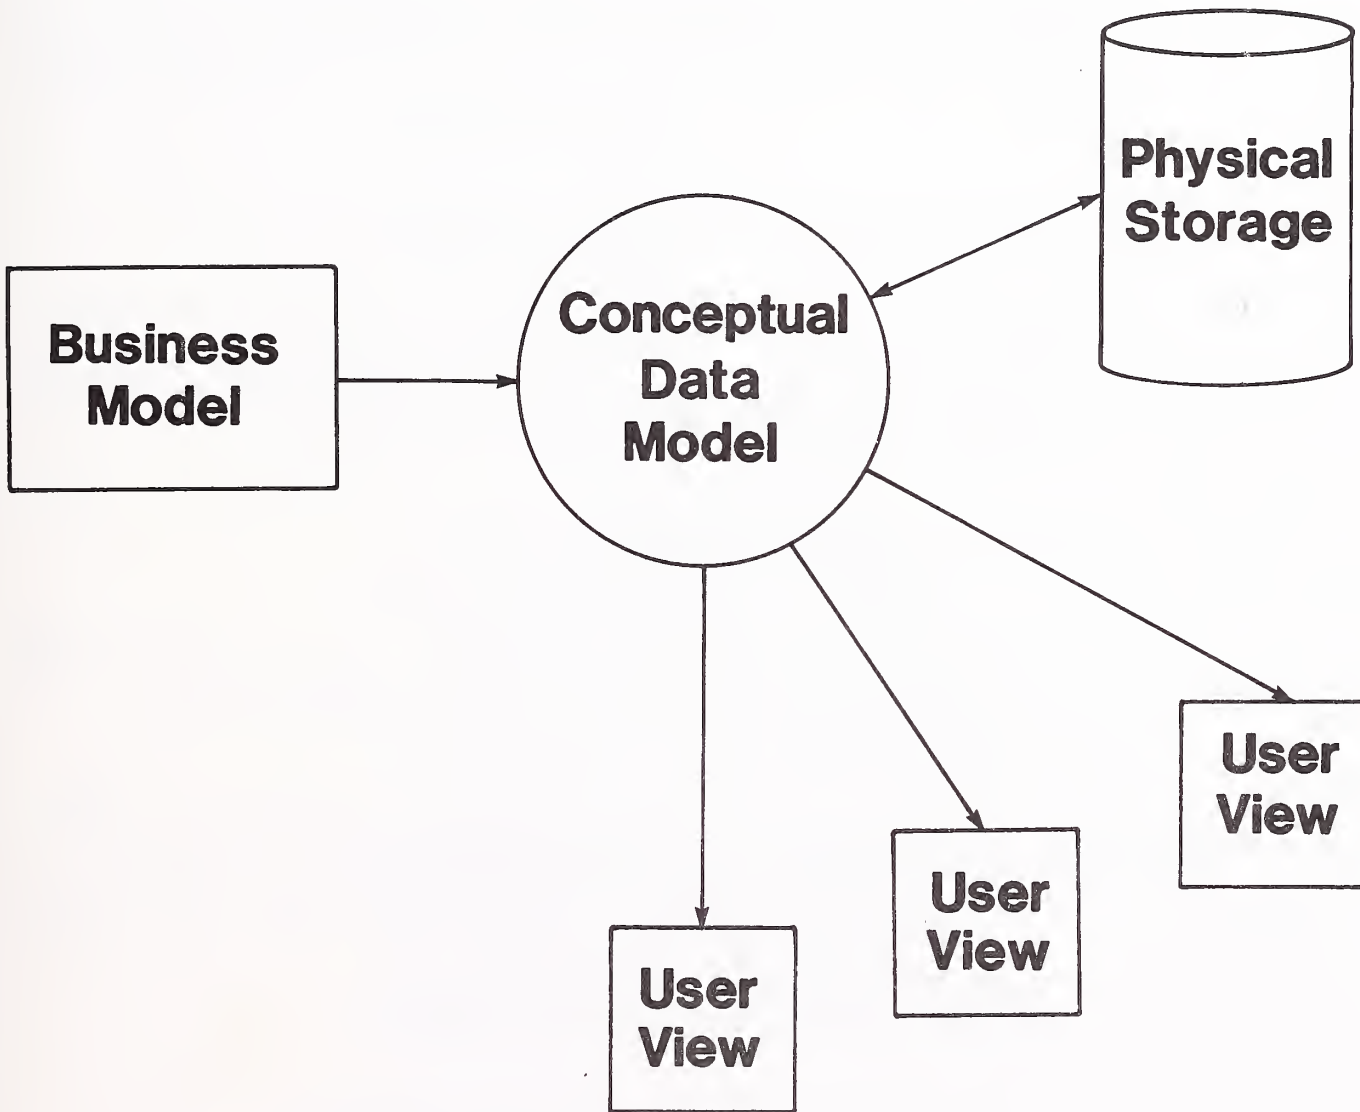 Physical
Storage
Business
Model
Conceptual
Data
Model
User
View
User
View
User
View